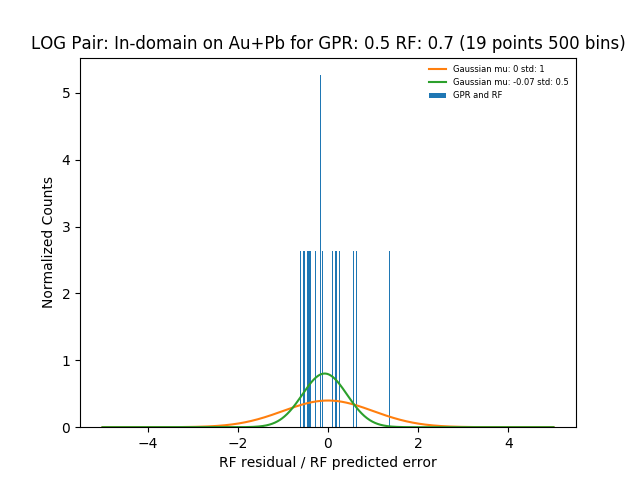 LOG Pair: In-domain on Au+Pb for GPR: 0.5 RF: 0.7 (19 points 500 bins)
Gaussian mu: 0 std: 1
Gaussian mu: -0.07 std: 0.5
GPR and RF
Normalized Counts
5
4
3
2
1
0
−4 −2 0 2 4
RF residual / RF predicted error